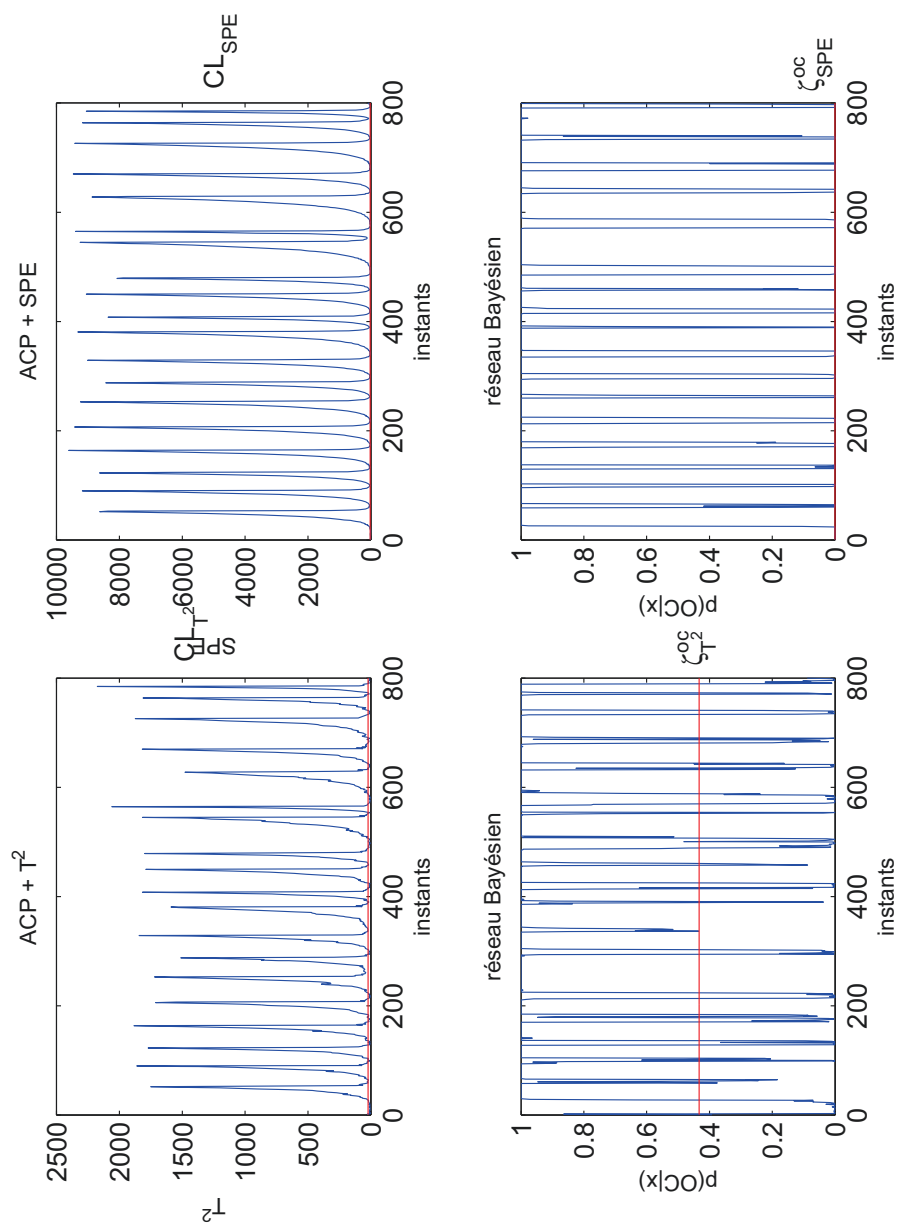 ACP + T²
T²
2500
2000
1500
1000
500
0
0 200 400 600 800
instants
CL_T²
ACP + SPE
SPE
10000
8000
6000
4000
2000
0
0 200 400 600 800
instants
CL_SPE
réseau Bayésien
p(OC|x)
1
0.8
0.6
0.4
0.2
0
0 200 400 600 800
instants
ζ^oc_T²
réseau Bayésien
p(OC|x)
1
0.8
0.6
0.4
0.2
0
0 200 400 600 800
instants
ζ^oc_SPE